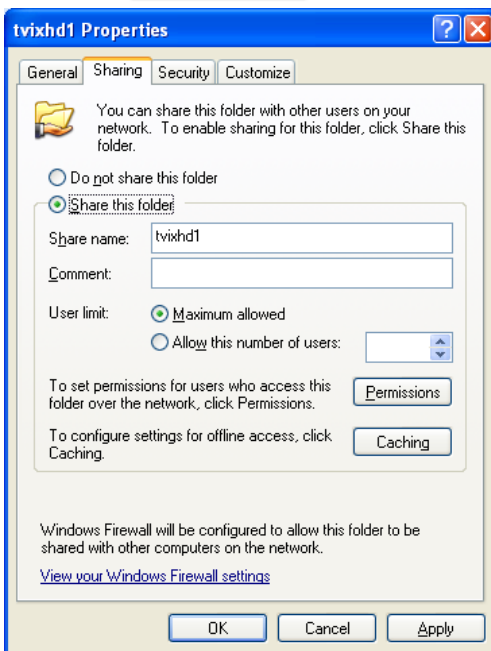 tvixhd1 Properties
General Sharing Security Customize
You can share this folder with other users on your
network. To enable sharing for this folder, click Share this
folder.
Do not share this folder
Share this folder
Share name: tvixhd1
Comment:
User limit: Maximum allowed
Allow this number of users:
To set permissions for users who access this
folder over the network, click Permissions. Permissions
To configure settings for offline access, click
Caching. Caching
Windows Firewall will be configured to allow this folder to be
shared with other computers on the network.
View your Windows Firewall settings
OK Cancel Apply